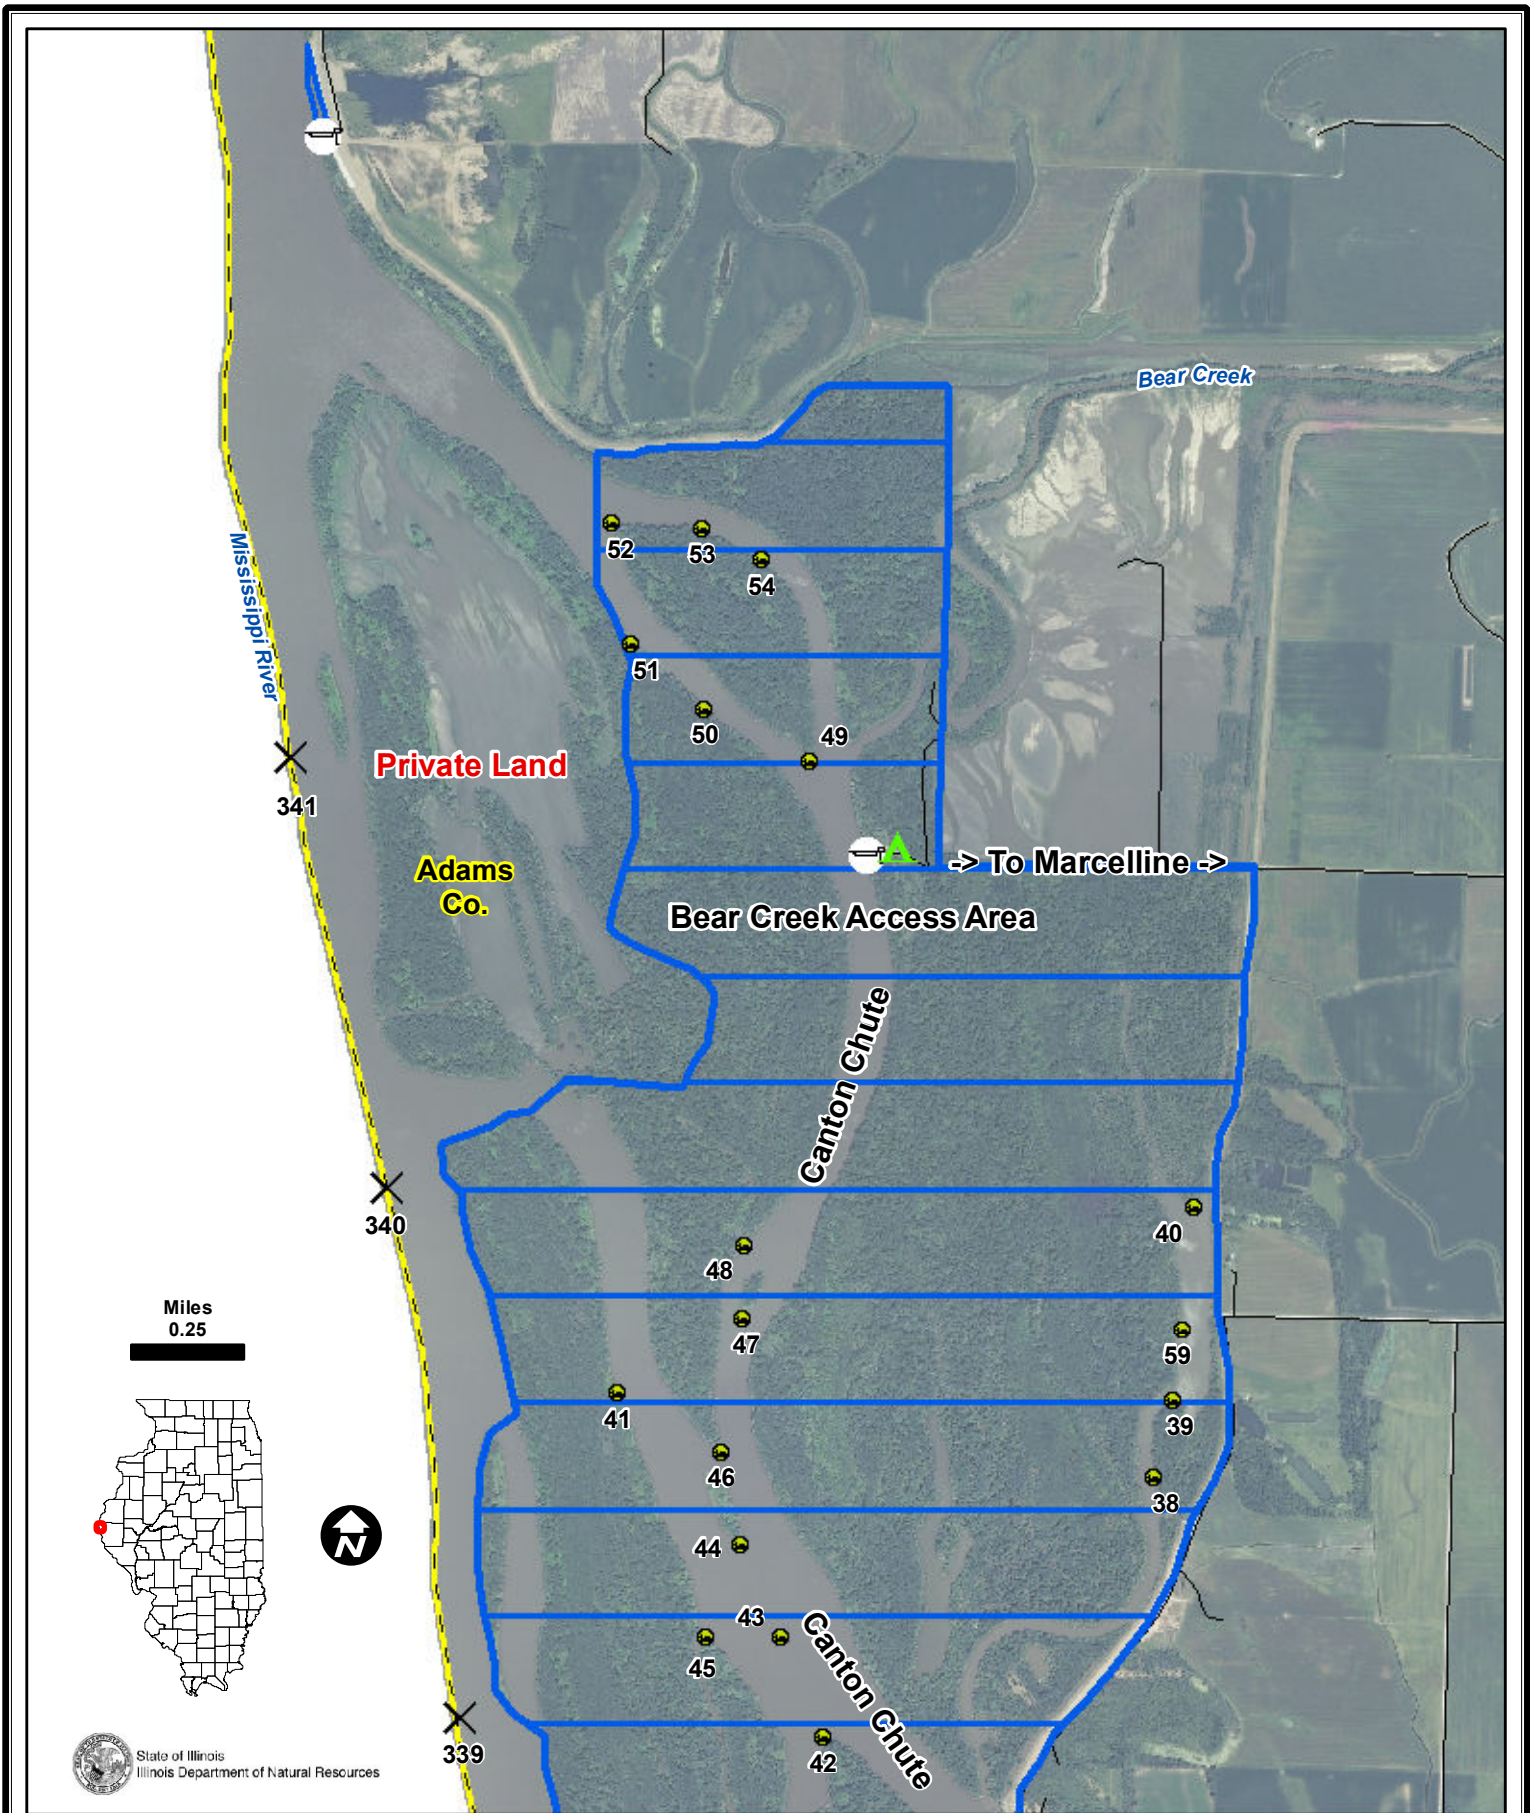 Bear Creek
Mississippi River
52
53
54
51
50
49
Private Land
341
Adams
Co.
-> To Marcelline ->
Bear Creek Access Area
Canton Chute
340
40
48
47
59
Miles
0.25
41
39
46
38
44
43
45
Canton Chute
339
42
N
State of Illinois
Illinois Department of Natural Resources